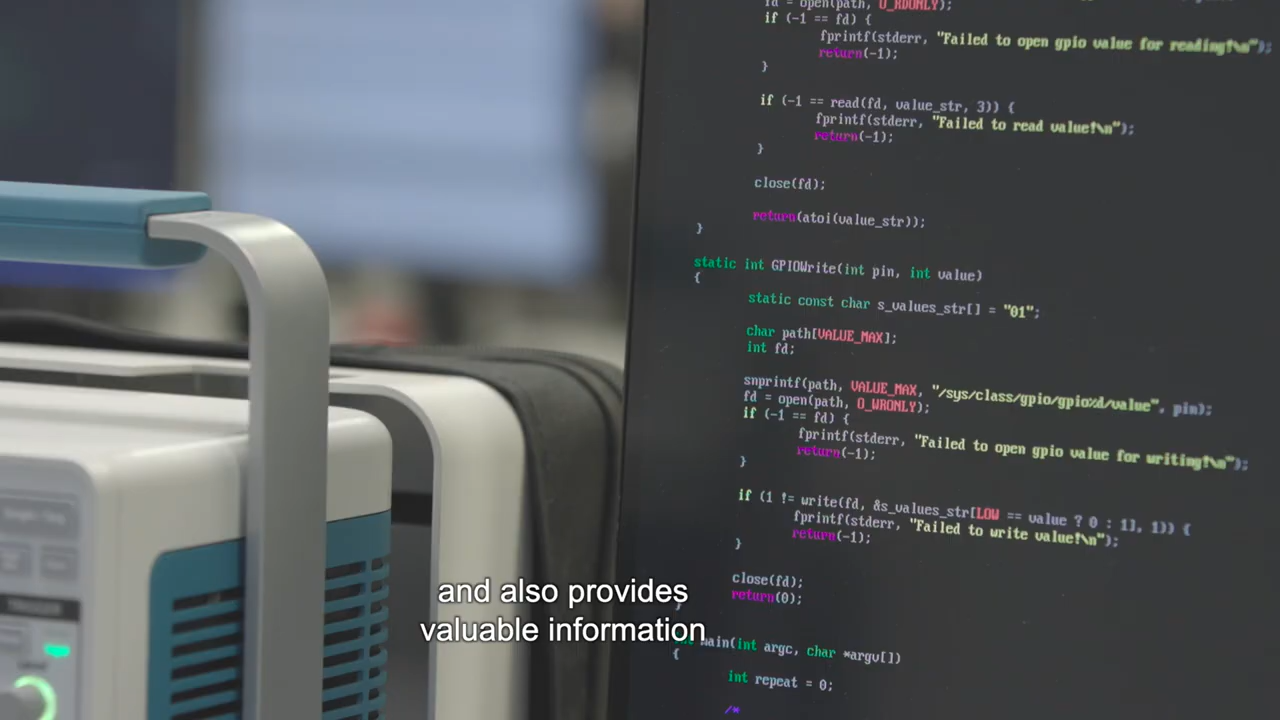 fd = open(path, O_RDONLY);
if (-1 == fd) {
fprintf(stderr, "Failed to open gpio value for reading!\n");
return(-1);
}
if (-1 == read(fd, value_str, 3)) {
fprintf(stderr, "Failed to read value!\n");
return(-1);
}
close(fd);
return(atoi(value_str));
}
static int GPIOWrite(int pin, int value)
{
static const char s_values_str[] = "01";
char path[VALUE_MAX];
int fd;
snprintf(path, VALUE_MAX, "/sys/class/gpio/gpio%d/value", pin);
fd = open(path, O_WRONLY);
if (-1 == fd) {
fprintf(stderr, "Failed to open gpio value for writing!\n");
return(-1);
}
if (1 != write(fd, &s_values_str[LOW == value ? 0 : 1], 1)) {
fprintf(stderr, "Failed to write value!\n");
return(-1);
}
close(fd);
return(0);
}
int main(int argc, char *argv[])
{
int repeat = 0;
/*
and also provides
valuable information